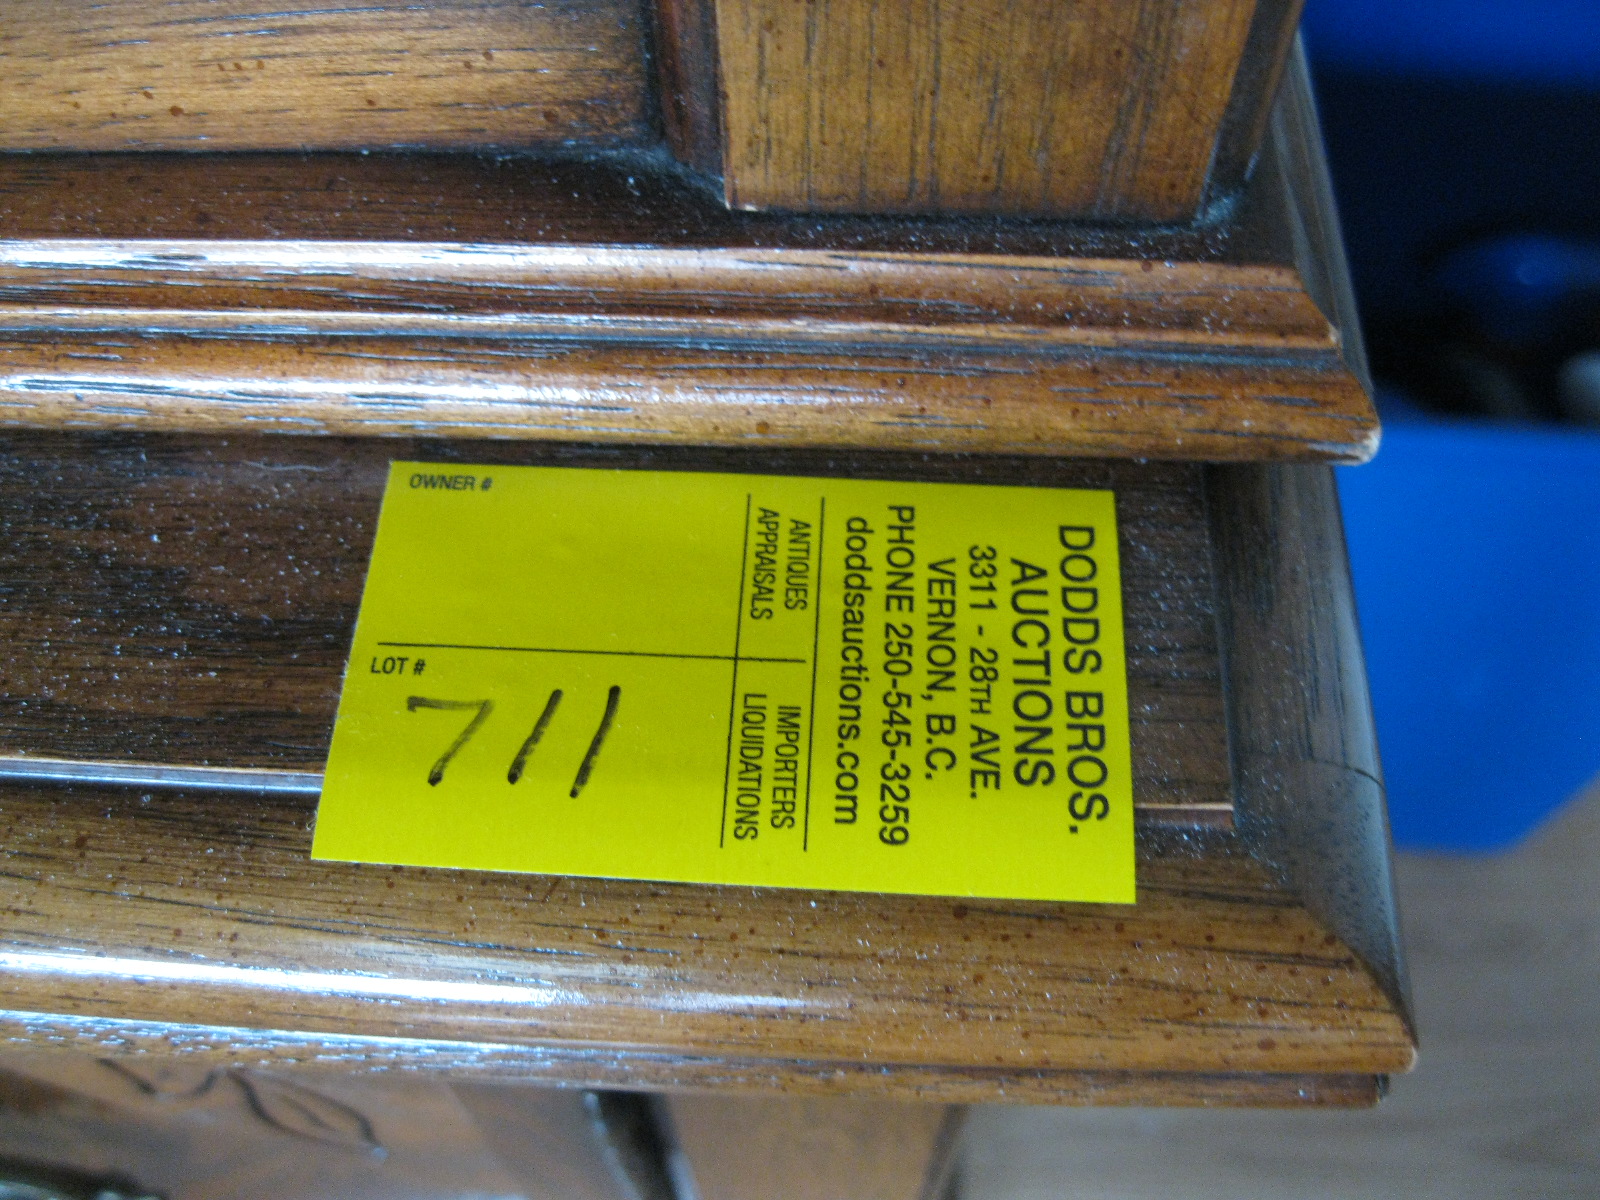 DODDS BROS.
AUCTIONS
3311 - 28TH AVE.
VERNON, B.C.
PHONE 250-545-3259
doddsauctions.com
ANTIQUES
APPRAISALS
IMPORTERS
LIQUIDATIONS
OWNER #
LOT #
711